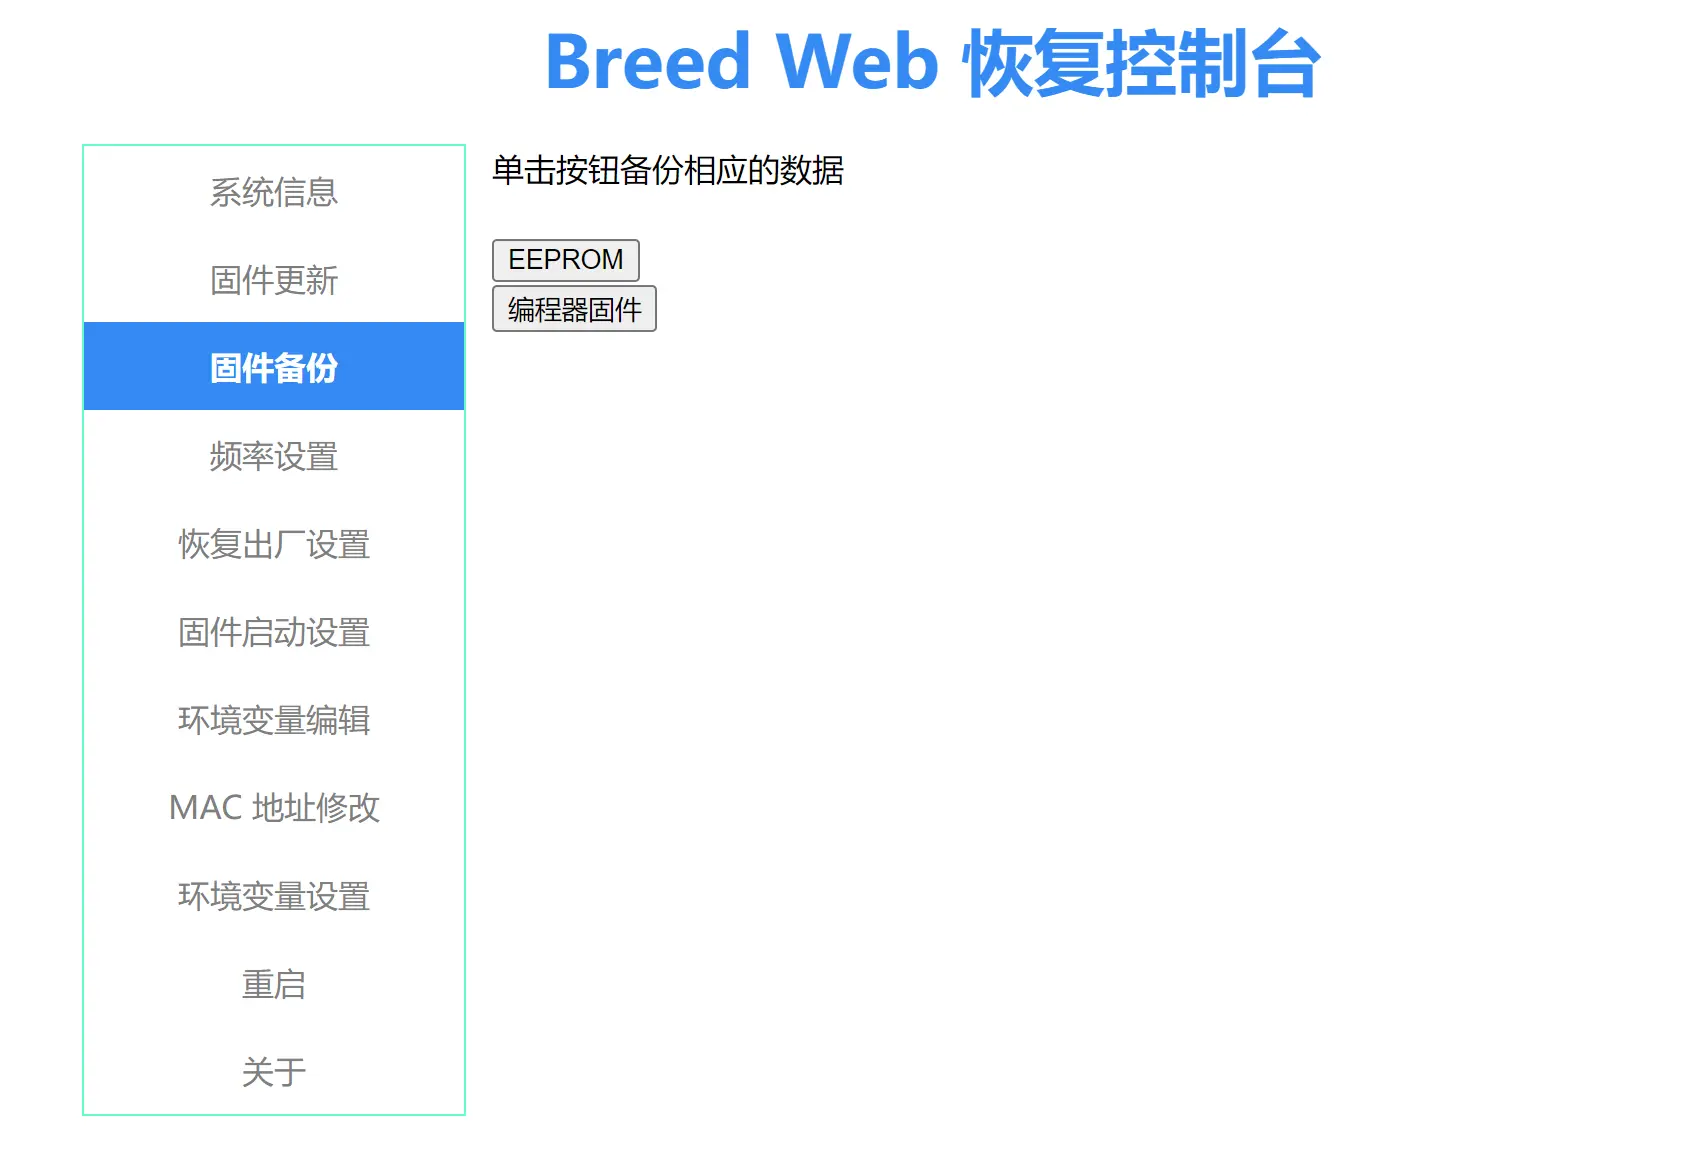 Breed Web 恢复控制台
系统信息
固件更新
固件备份
频率设置
恢复出厂设置
固件启动设置
环境变量编辑
MAC 地址修改
环境变量设置
重启
关于
单击按钮备份相应的数据
EEPROM
编程器固件